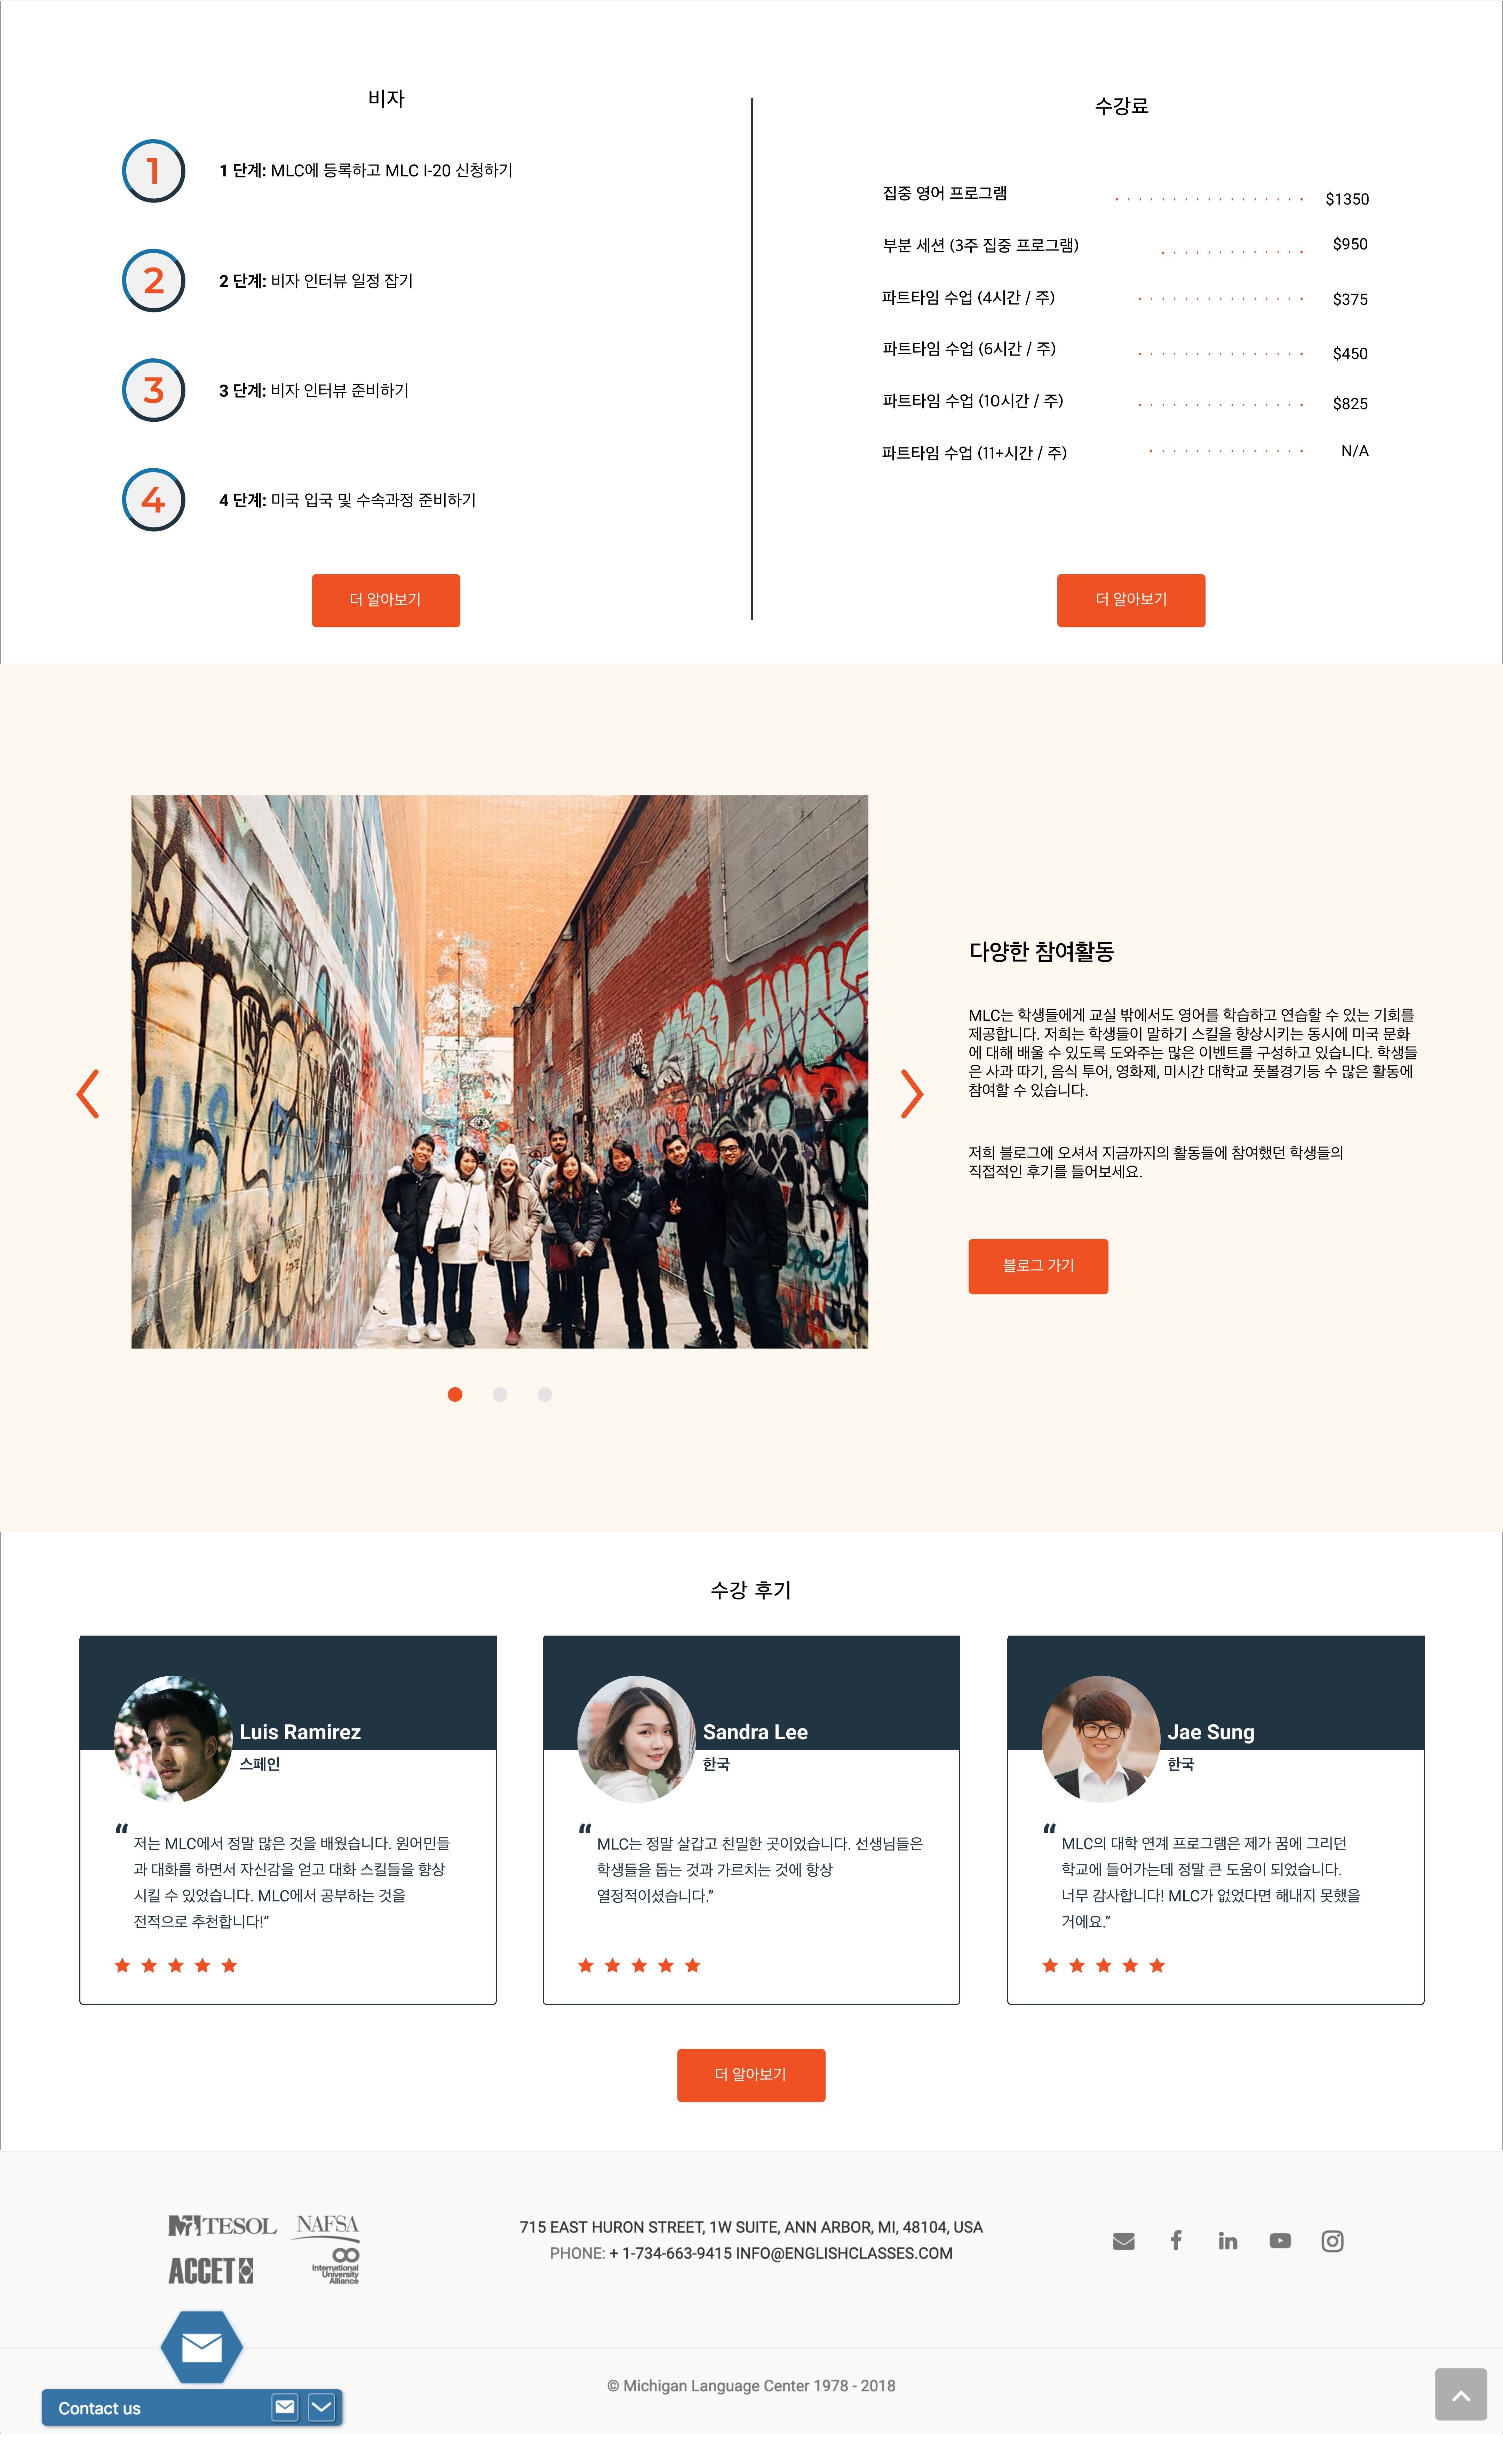 비자
1
1 단계: MLC에 등록하고 MLC I-20 신청하기
2
2 단계: 비자 인터뷰 일정 잡기
3
3 단계: 비자 인터뷰 준비하기
4
4 단계: 미국 입국 및 수속과정 준비하기
더 알아보기
수강료
집중 영어 프로그램 $1350
부분 세션 (3주 집중 프로그램) $950
파트타임 수업 (4시간 / 주) $375
파트타임 수업 (6시간 / 주) $450
파트타임 수업 (10시간 / 주) $825
파트타임 수업 (11+시간 / 주) N/A
더 알아보기
다양한 참여활동
MLC는 학생들에게 교실 밖에서도 영어를 학습하고 연습할 수 있는 기회를
제공합니다. 저희는 학생들이 말하기 스킬을 향상시키는 동시에 미국 문화
에 대해 배울 수 있도록 도와주는 많은 이벤트를 구성하고 있습니다. 학생들
은 사과 따기, 음식 투어, 영화제, 미시간 대학교 풋볼경기등 수 많은 활동에
참여할 수 있습니다.
저희 블로그에 오셔서 지금까지의 활동들에 참여했던 학생들의
직접적인 후기를 들어보세요.
블로그 가기
수강 후기
Luis Ramirez
스페인
“ 저는 MLC에서 정말 많은 것을 배웠습니다. 원어민들
과 대화를 하면서 자신감을 얻고 대화 스킬들을 향상
시킬 수 있었습니다. MLC에서 공부하는 것을
전적으로 추천합니다!”
Sandra Lee
한국
“ MLC는 정말 살갑고 친밀한 곳이었습니다. 선생님들은
학생들을 돕는 것과 가르치는 것에 항상
열정적이셨습니다.”
Jae Sung
한국
“ MLC의 대학 연계 프로그램은 제가 꿈에 그리던
학교에 들어가는데 정말 큰 도움이 되었습니다.
너무 감사합니다! MLC가 없었다면 해내지 못했을
거에요.”
더 알아보기
TESOL NAFSA
ACCET
International
University
Alliance
715 EAST HURON STREET, 1W SUITE, ANN ARBOR, MI, 48104, USA
PHONE: + 1-734-663-9415 INFO@ENGLISHCLASSES.COM
© Michigan Language Center 1978 - 2018
Contact us